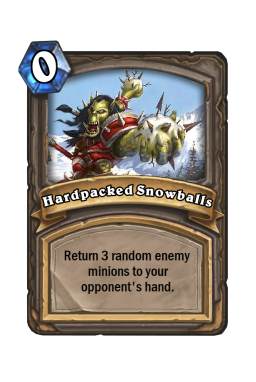 0
Hardpacked Snowballs
Return 3 random enemy
minions to your
opponent's hand.